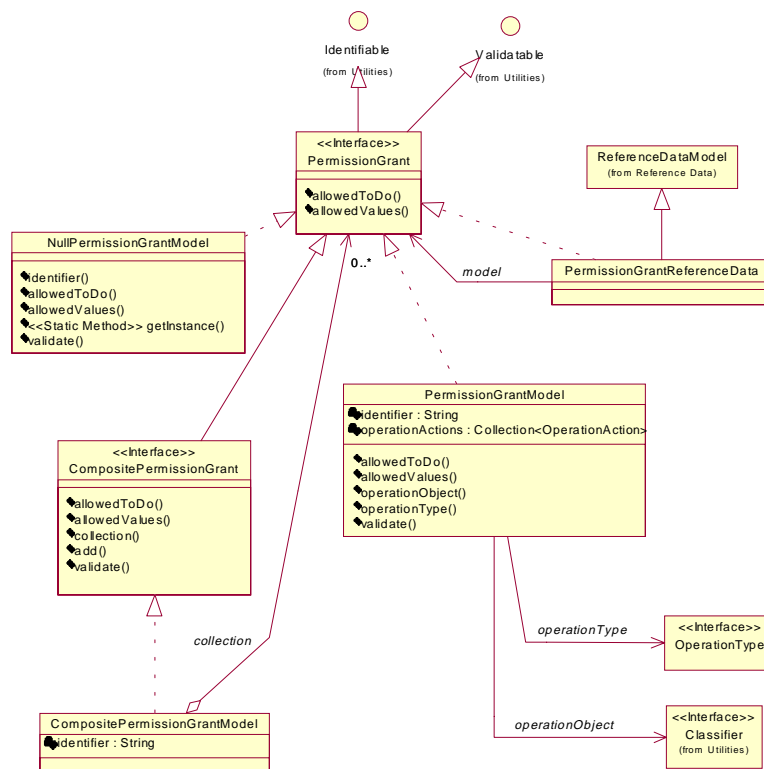 Identifiable
(from Utilities)
Validatable
(from Utilities)
<<Interface>>
PermissionGrant
allowedToDo()
allowedValues()
ReferenceDataModel
(from Reference Data)
NullPermissionGrantModel
identifier()
allowedToDo()
allowedValues()
<<Static Method>> getInstance()
validate()
0..*
model
PermissionGrantReferenceData
PermissionGrantModel
identifier : String
operationActions : Collection<OperationAction>
allowedToDo()
allowedValues()
operationObject()
operationType()
validate()
<<Interface>>
CompositePermissionGrant
allowedToDo()
allowedValues()
collection()
add()
validate()
collection
operationType
<<Interface>>
OperationType
CompositePermissionGrantModel
identifier : String
operationObject
<<Interface>>
Classifier
(from Utilities)